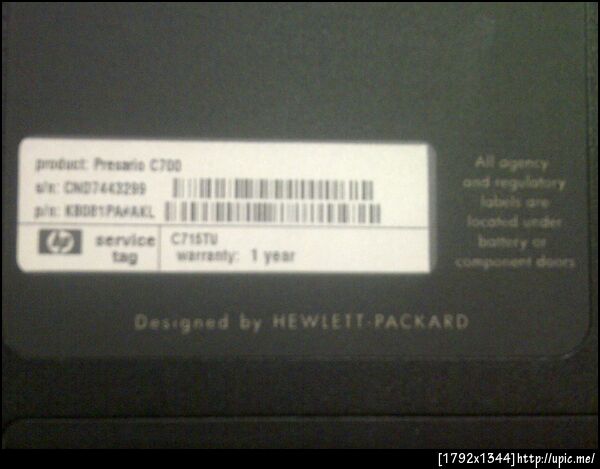 product: Presario C700
s/n: CND7443299
p/n: KB081PA#AKL
hp service tag
C715TU
warranty: 1 year
All agency
and regulatory
labels are
located under
battery or
component doors
Designed by HEWLETT-PACKARD
[1792x1344]http://upic.me/